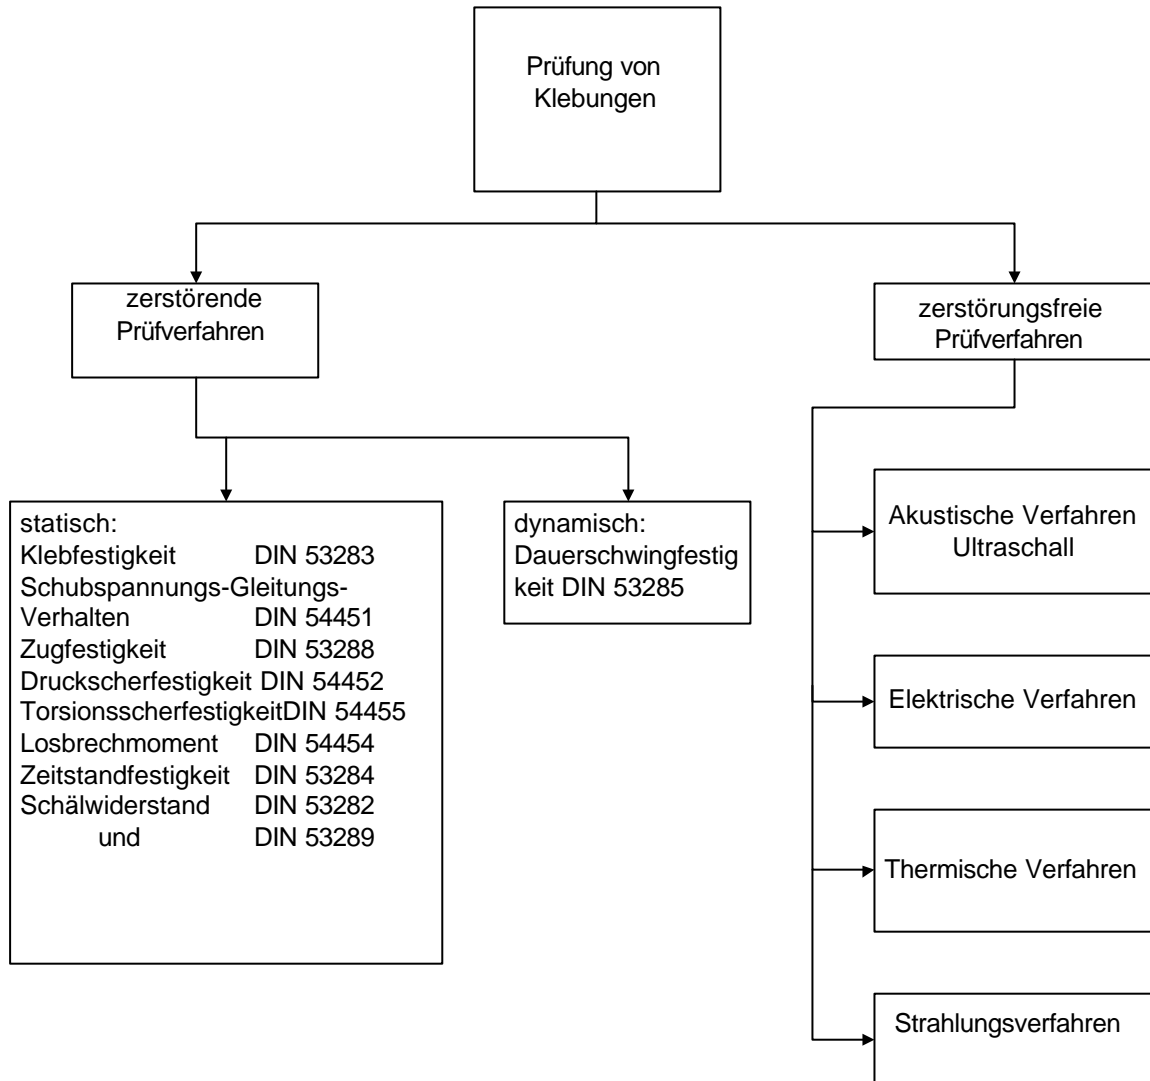 Prüfung von
Klebungen
zerstörende
Prüfverfahren
zerstörungsfreie
Prüfverfahren
statisch:
Klebfestigkeit DIN 53283
Schubspannungs-Gleitungs-
Verhalten DIN 54451
Zugfestigkeit DIN 53288
Druckscherfestigkeit DIN 54452
TorsionsscherfestigkeitDIN 54455
Losbrechmoment DIN 54454
Zeitstandfestigkeit DIN 53284
Schälwiderstand DIN 53282
und DIN 53289
dynamisch:
Dauerschwingfestig
keit DIN 53285
Akustische Verfahren
Ultraschall
Elektrische Verfahren
Thermische Verfahren
Strahlungsverfahren